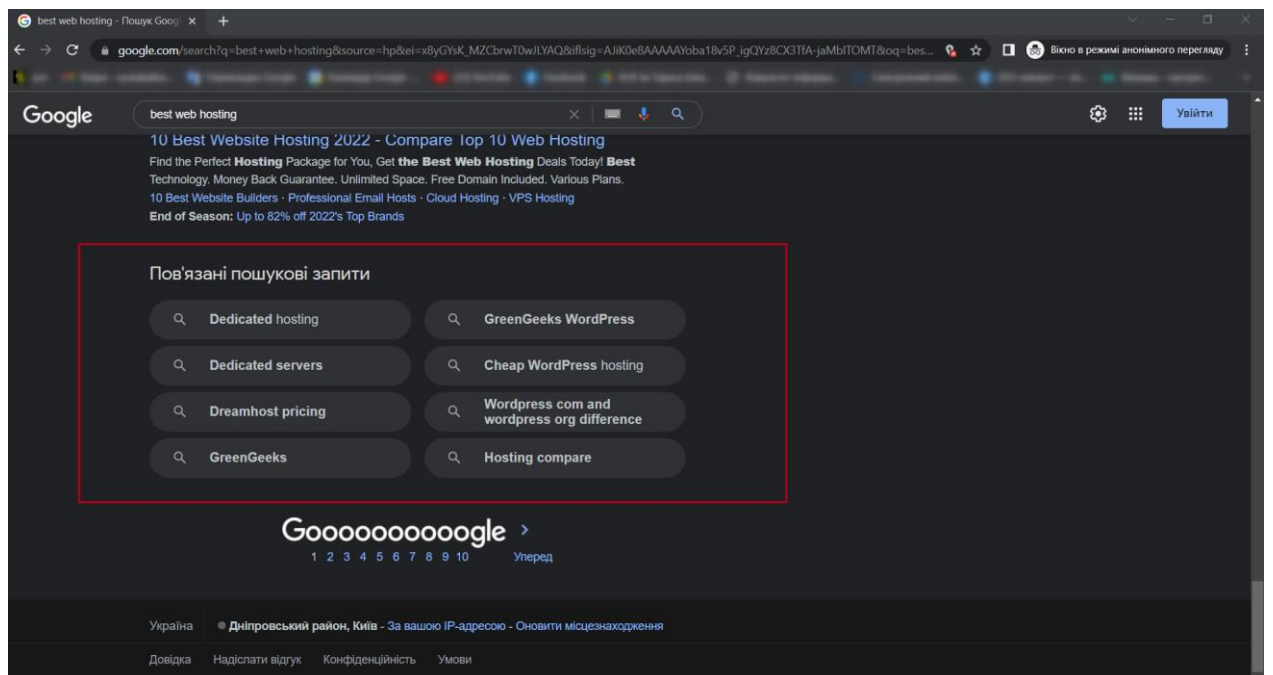 best web hosting - Пошук Goog
google.com/search?q=best+web+hosting&source=hp&ei=x8yGYsK_MZCbrwT0wJLYAQ&iflsig=AJiK0e8AAAAAYoba18v5P_igQYz8CX3TfA-jaMbITOMT&oq=bes...
Вікно в режимі анонімного перегляду
Google
best web hosting
Увійти
10 Best Website Hosting 2022 - Compare Top 10 Web Hosting
Find the Perfect Hosting Package for You, Get the Best Web Hosting Deals Today! Best
Technology. Money Back Guarantee. Unlimited Space. Free Domain Included. Various Plans.
10 Best Website Builders · Professional Email Hosts · Cloud Hosting · VPS Hosting
End of Season: Up to 82% off 2022's Top Brands
Пов'язані пошукові запити
Dedicated hosting
GreenGeeks WordPress
Dedicated servers
Cheap WordPress hosting
Dreamhost pricing
Wordpress com and
wordpress org difference
GreenGeeks
Hosting compare
Goooooooooogle
1 2 3 4 5 6 7 8 9 10 Уперед
Україна Дніпровський район, Київ - За вашою IP-адресою - Оновити місцезнаходження
Довідка Надіслати відгук Конфіденційність Умови